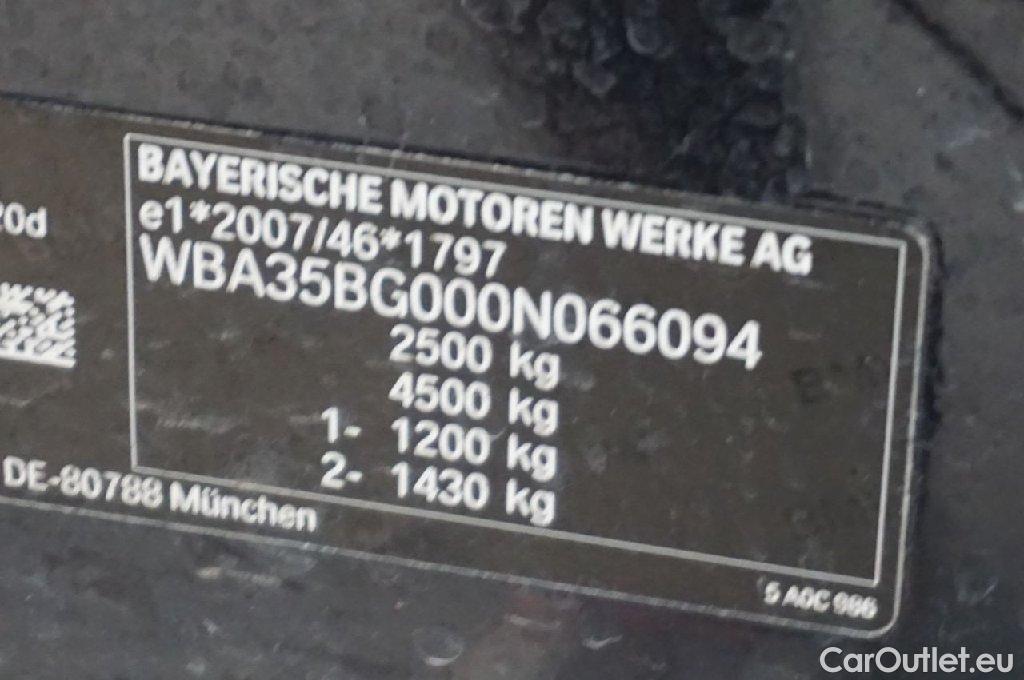 20d
BAYERISCHE MOTOREN WERKE AG
e1*2007/46*1797
WBA35BG000N066094
2500 kg
4500 kg
1- 1200 kg
2- 1430 kg
DE-80788 München
5 A0C 986
CarOutlet.eu